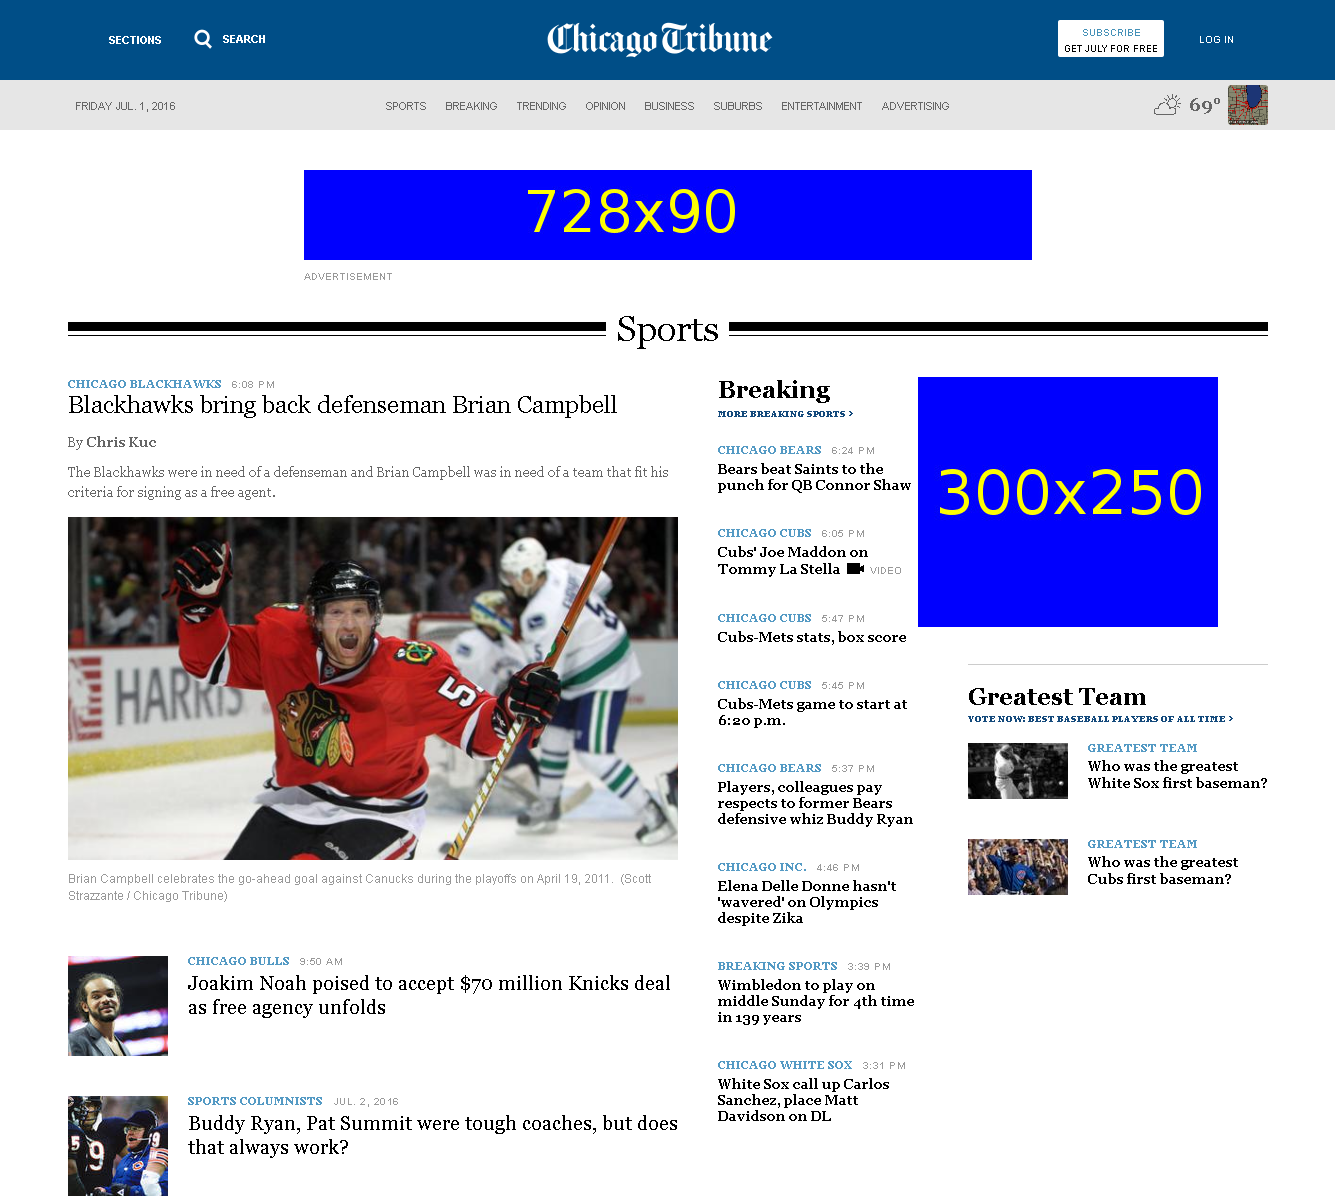 SECTIONS
SEARCH
Chicago Tribune
SUBSCRIBE
GET JULY FOR FREE
LOG IN
FRIDAY JUL. 1, 2016
SPORTS BREAKING TRENDING OPINION BUSINESS SUBURBS ENTERTAINMENT ADVERTISING
69°
728x90
ADVERTISEMENT
Sports
CHICAGO BLACKHAWKS 6:08 PM
Blackhawks bring back defenseman Brian Campbell
By Chris Kuc
The Blackhawks were in need of a defenseman and Brian Campbell was in need of a team that fit his
criteria for signing as a free agent.
HARRIS
5
Brian Campbell celebrates the go-ahead goal against Canucks during the playoffs on April 19, 2011. (Scott
Strazzante / Chicago Tribune)
CHICAGO BULLS 9:50 AM
Joakim Noah poised to accept $70 million Knicks deal
as free agency unfolds
SPORTS COLUMNISTS JUL. 2, 2016
Buddy Ryan, Pat Summit were tough coaches, but does
that always work?
Breaking
MORE BREAKING SPORTS >
CHICAGO BEARS 6:24 PM
Bears beat Saints to the
punch for QB Connor Shaw
CHICAGO CUBS 6:05 PM
Cubs' Joe Maddon on
Tommy La Stella VIDEO
CHICAGO CUBS 5:47 PM
Cubs-Mets stats, box score
CHICAGO CUBS 5:45 PM
Cubs-Mets game to start at
6:20 p.m.
CHICAGO BEARS 5:37 PM
Players, colleagues pay
respects to former Bears
defensive whiz Buddy Ryan
CHICAGO INC. 4:46 PM
Elena Delle Donne hasn't
'wavered' on Olympics
despite Zika
BREAKING SPORTS 3:39 PM
Wimbledon to play on
middle Sunday for 4th time
in 139 years
CHICAGO WHITE SOX 3:31 PM
White Sox call up Carlos
Sanchez, place Matt
Davidson on DL
300x250
Greatest Team
VOTE NOW: BEST BASEBALL PLAYERS OF ALL TIME >
GREATEST TEAM
Who was the greatest
White Sox first baseman?
GREATEST TEAM
Who was the greatest
Cubs first baseman?